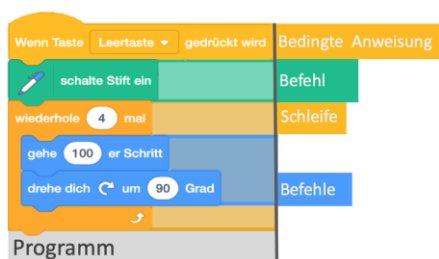 Wenn Taste Leertaste gedrückt wird Bedingte Anweisung
schalte Stift ein Befehl
wiederhole 4 mal Schleife
gehe 100 er Schritt
drehe dich um 90 Grad Befehle
Programm